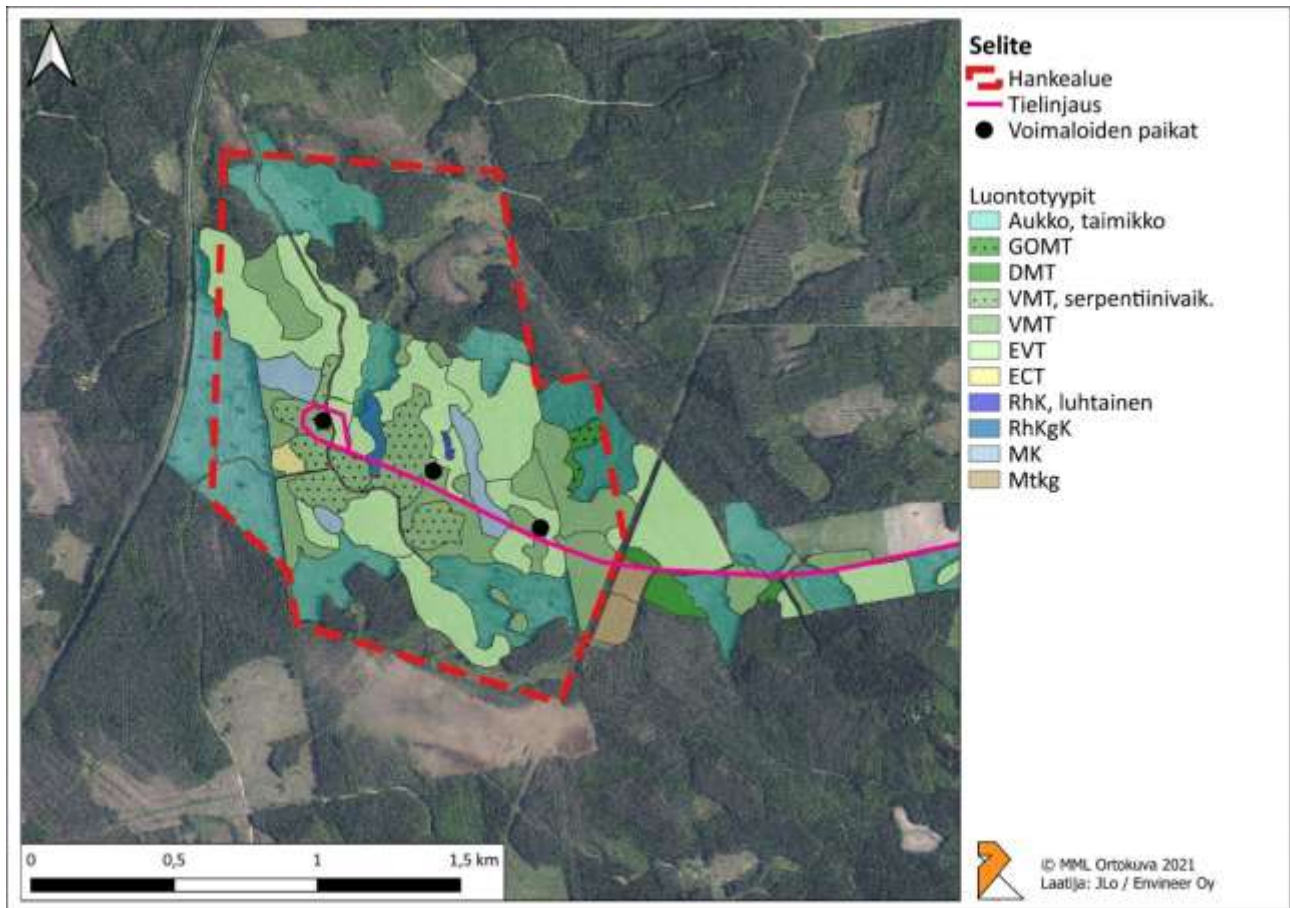 Selite
Hankealue
Tielinjaus
Voimaloiden paikat
Luontotyypit
Aukko, taimikko
GOMT
DMT
VMT, serpentiinivaik.
VMT
EVT
ECT
RhK, luhtainen
RhKgK
MK
Mtkg
0 0,5 1 1,5 km
© MML Ortokuva 2021
Laatija: JLo / Envineer Oy